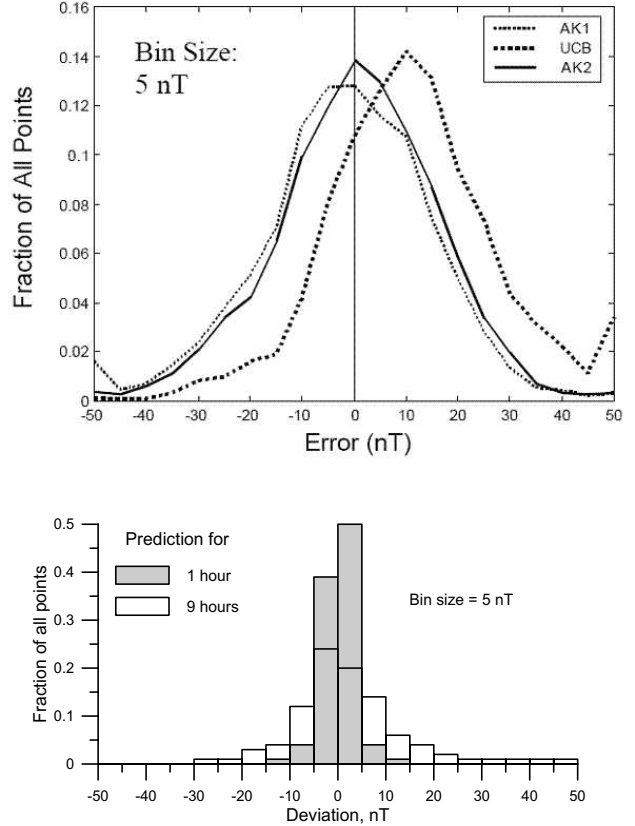 0.16
0.14
0.12
0.1
0.08
0.06
0.04
0.02
0
Fraction of All Points
Bin Size:
5 nT
AK1
UCB
AK2
-50 -40 -30 -20 -10 0 10 20 30 40 50
Error (nT)
0.5
0.4
0.3
0.2
0.1
0
Fraction of all points
Prediction for
1 hour
9 hours
Bin size = 5 nT
-50 -40 -30 -20 -10 0 10 20 30 40 50
Deviation, nT